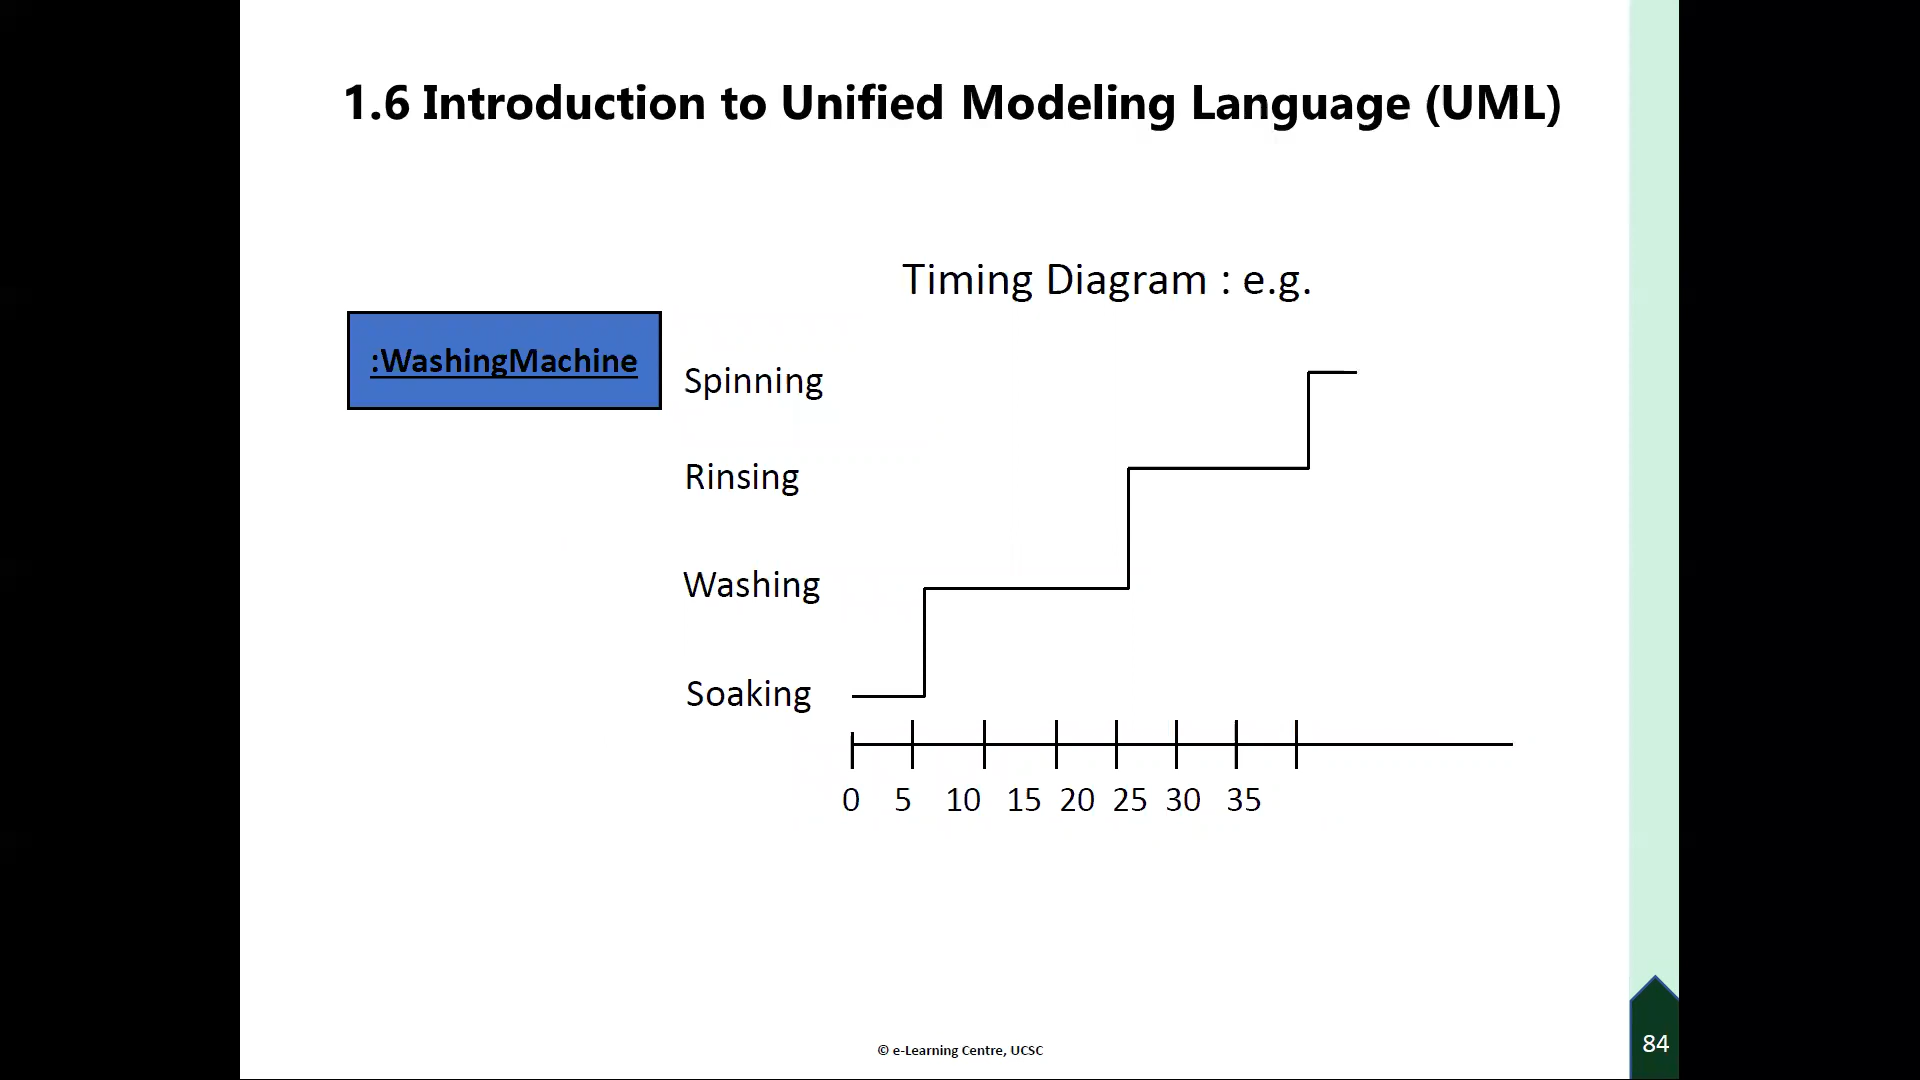 1.6 Introduction to Unified Modeling Language (UML)
Timing Diagram : e.g.
:WashingMachine
Spinning
Rinsing
Washing
Soaking
0 5 10 15 20 25 30 35
© e-Learning Centre, UCSC
84